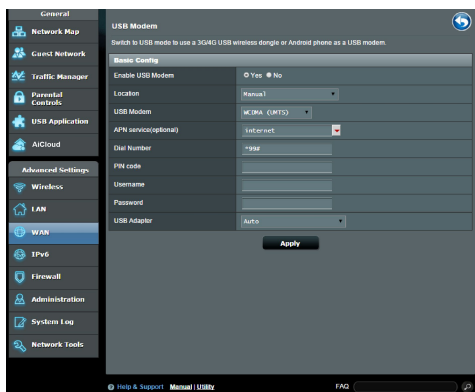 General
Network Map
Guest Network
Traffic Manager
Parental
Controls
USB Application
AiCloud
Advanced Settings
Wireless
LAN
WAN
IPv6
Firewall
Administration
System Log
Network Tools
USB Modem
Switch to USB mode to use a 3G/4G USB wireless dongle or Android phone as a USB modem.
Basic Config
Enable USB Modem Yes No
Location Manual
USB Modem WCDMA (UMTS)
APN service(optional) internet
Dial Number *99#
PIN code
Username
Password
USB Adapter Auto
Apply
Help & Support Manual | Utility FAQ